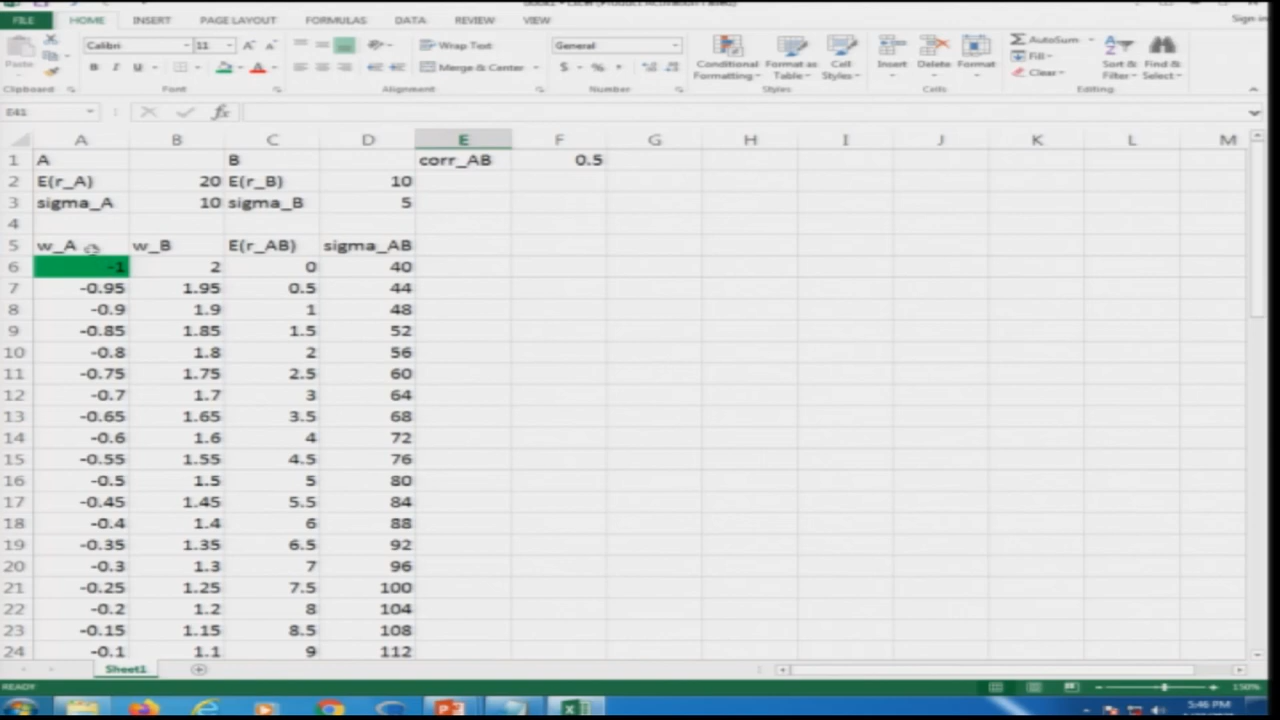 FILE HOME INSERT PAGE LAYOUT FORMULAS DATA REVIEW VIEW Sign in
Paste Calibri 11 Wrap Text General Conditional Format as Cell Insert Delete Format AutoSum Sort & Find &
B I U Merge & Center $ % Formatting Table Styles Fill Clear Filter Select
Clipboard Font Alignment Number Styles Cells Editing
E41 fx
A B C D E F G H I J K L M
1 A B corr_AB 0.5
2 E(r_A) 20 E(r_B) 10
3 sigma_A 10 sigma_B 5
4
5 w_A w_B E(r_AB) sigma_AB
6 -1 2 0 40
7 -0.95 1.95 0.5 44
8 -0.9 1.9 1 48
9 -0.85 1.85 1.5 52
10 -0.8 1.8 2 56
11 -0.75 1.75 2.5 60
12 -0.7 1.7 3 64
13 -0.65 1.65 3.5 68
14 -0.6 1.6 4 72
15 -0.55 1.55 4.5 76
16 -0.5 1.5 5 80
17 -0.45 1.45 5.5 84
18 -0.4 1.4 6 88
19 -0.35 1.35 6.5 92
20 -0.3 1.3 7 96
21 -0.25 1.25 7.5 100
22 -0.2 1.2 8 104
23 -0.15 1.15 8.5 108
24 -0.1 1.1 9 112
Sheet1
READY 150%
5:46 PM